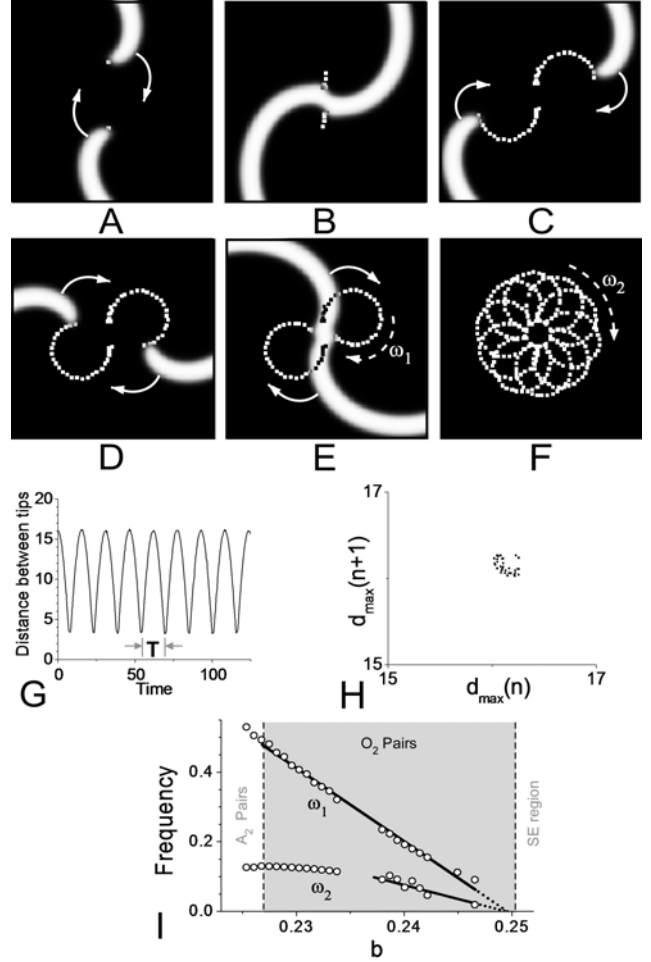 A B C
ω1
ω2
D E F
20
15
10
5
0
Distance between tips
T
0 50 100
Time
G
17
15
dmax(n+1)
15 17
dmax(n)
H
O2 Pairs
A2 Pairs
SE region
ω1
ω2
0.4
0.2
0.0
Frequency
0.23 0.24 0.25
b
I